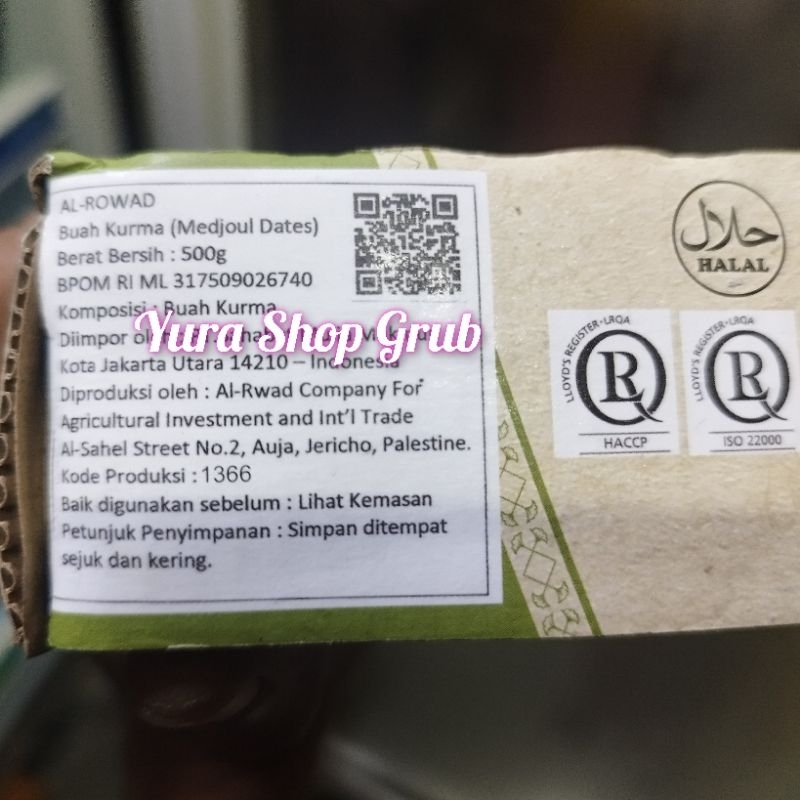 AL-ROWAD
Buah Kurma (Medjoul Dates)
Berat Bersih : 500g
BPOM RI ML 317509026740
Komposisi : Buah Kurma
Diimpor
Yura Shop Grub
Kota Jakarta Utara 14210 – Indonesia
Diproduksi oleh : Al-Rwad Company For
Agricultural Investment and Int'l Trade
Al-Sahel Street No.2, Auja, Jericho, Palestine.
Kode Produksi : 1366
Baik digunakan sebelum : Lihat Kemasan
Petunjuk Penyimpanan : Simpan ditempat
sejuk dan kering.
حلال
HALAL
LLOYD'S REGISTER • LRQA
LR
HACCP
LLOYD'S REGISTER • LRQA
LR
ISO 22000